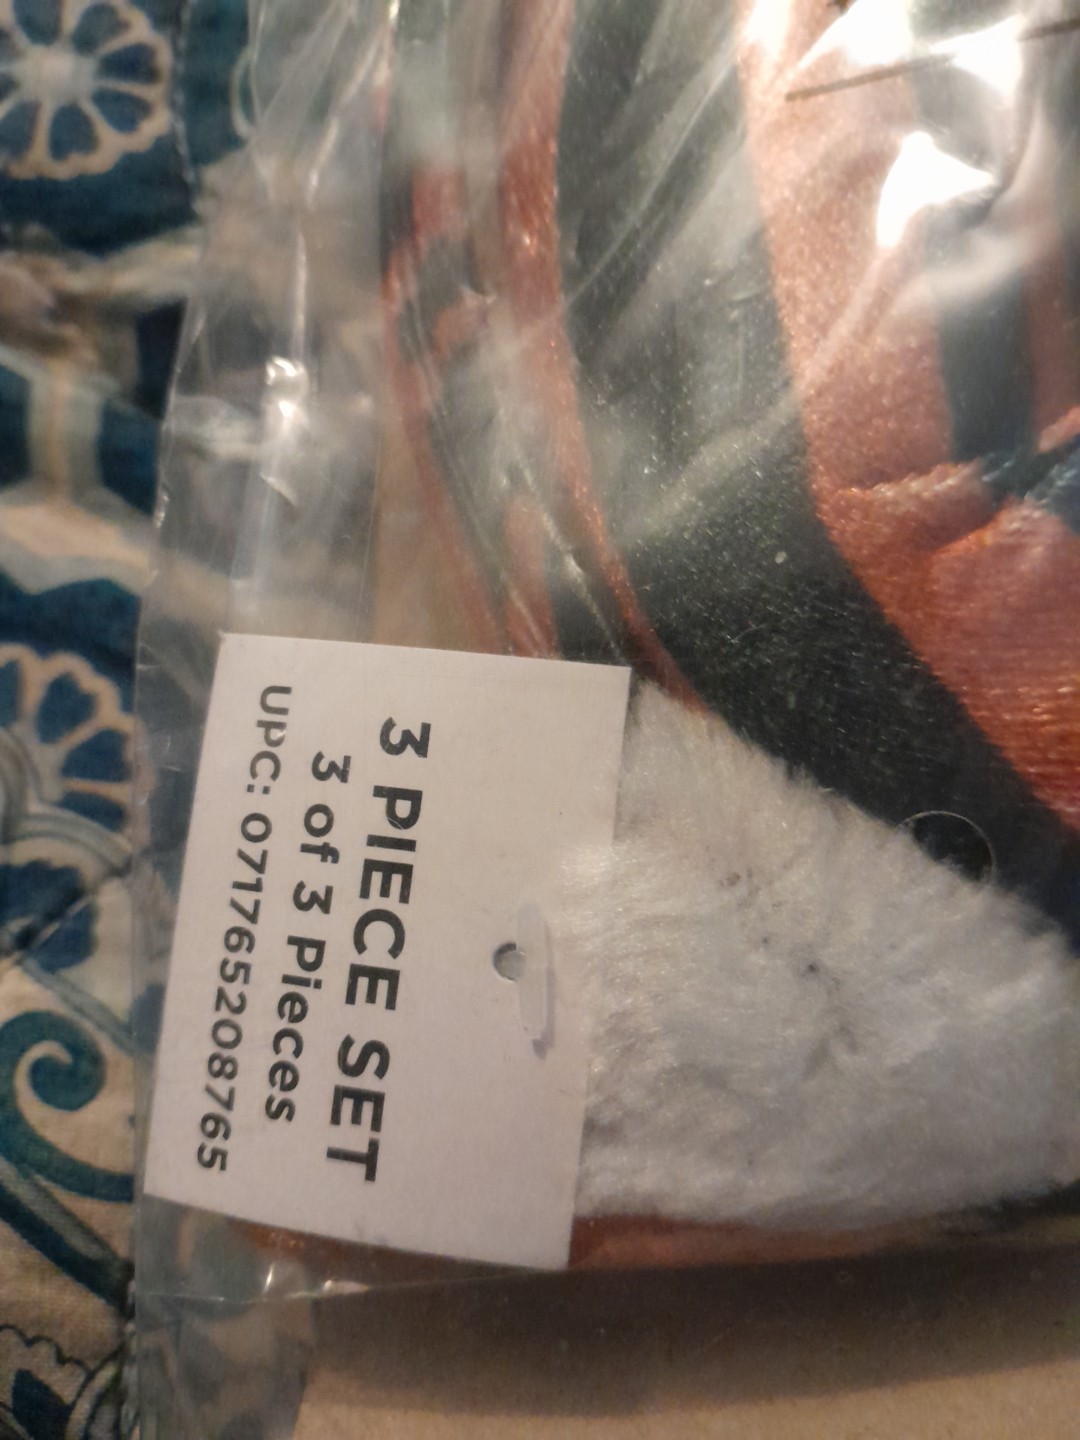 3 PIECE SET
3 of 3 Pieces
UPC: 071765208765